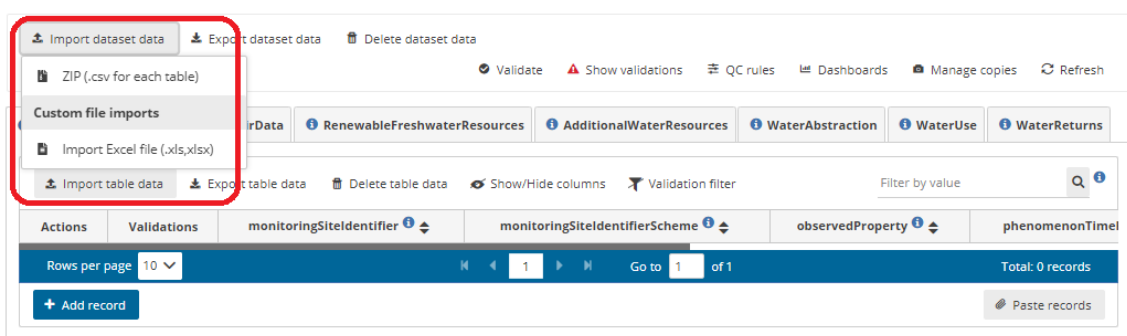 Import dataset data Export dataset data Delete dataset data
ZIP (.csv for each table)
Validate Show validations QC rules Dashboards Manage copies Refresh
Custom file imports
rData RenewableFreshwaterResources AdditionalWaterResources WaterAbstraction WaterUse WaterReturns
Import Excel file (.xls,xlsx)
Import table data Export table data Delete table data Show/Hide columns Validation filter Filter by value
Actions Validations monitoringSiteIdentifier monitoringSiteIdentifierScheme observedProperty phenomenonTime
Rows per page 10 1 Go to 1 of 1 Total: 0 records
Add record Paste records